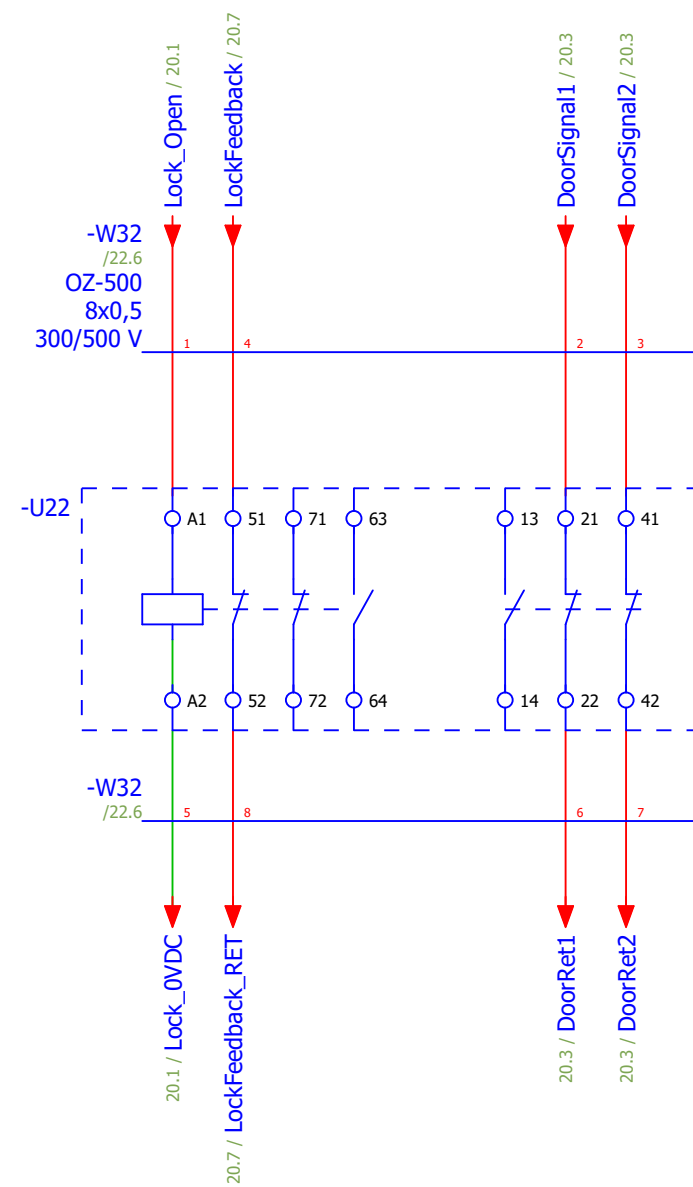 Lock_Open / 20.1
LockFeedback / 20.7
DoorSignal1 / 20.3
DoorSignal2 / 20.3
-W32
/22.6
OZ-500
8x0,5
300/500 V
1 4 2 3
-U22
A1 51 71 63 13 21 41
A2 52 72 64 14 22 42
-W32
/22.6
5 8 6 7
20.1 / Lock_0VDC
20.7 / LockFeedback_RET
20.3 / DoorRet1
20.3 / DoorRet2